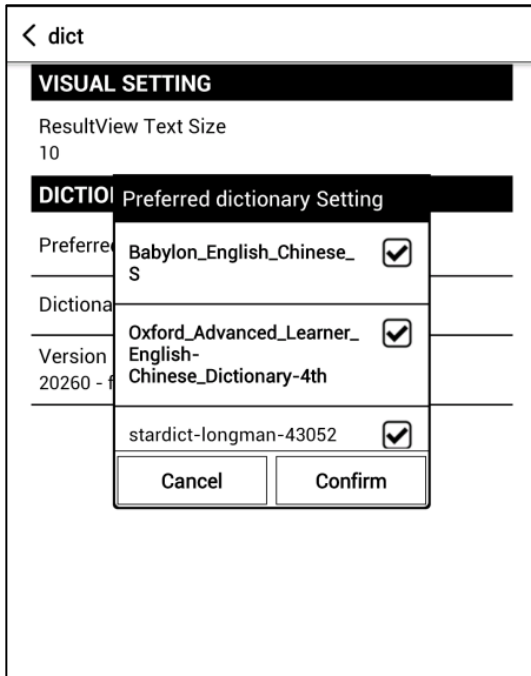 dict
VISUAL SETTING
ResultView Text Size
10
DICTIO
Preferred dictionary Setting
Preferre
Babylon_English_Chinese_
S
Dictiona
Oxford_Advanced_Learner_
English-
Chinese_Dictionary-4th
Version
20260 - f
stardict-longman-43052
Cancel
Confirm